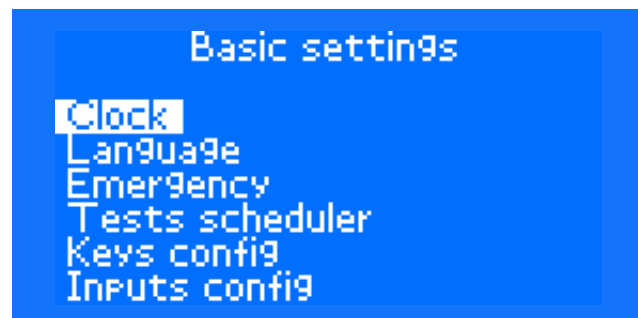 Basic settings
Clock
Language
Emergency
Tests scheduler
Keys config
Inputs config